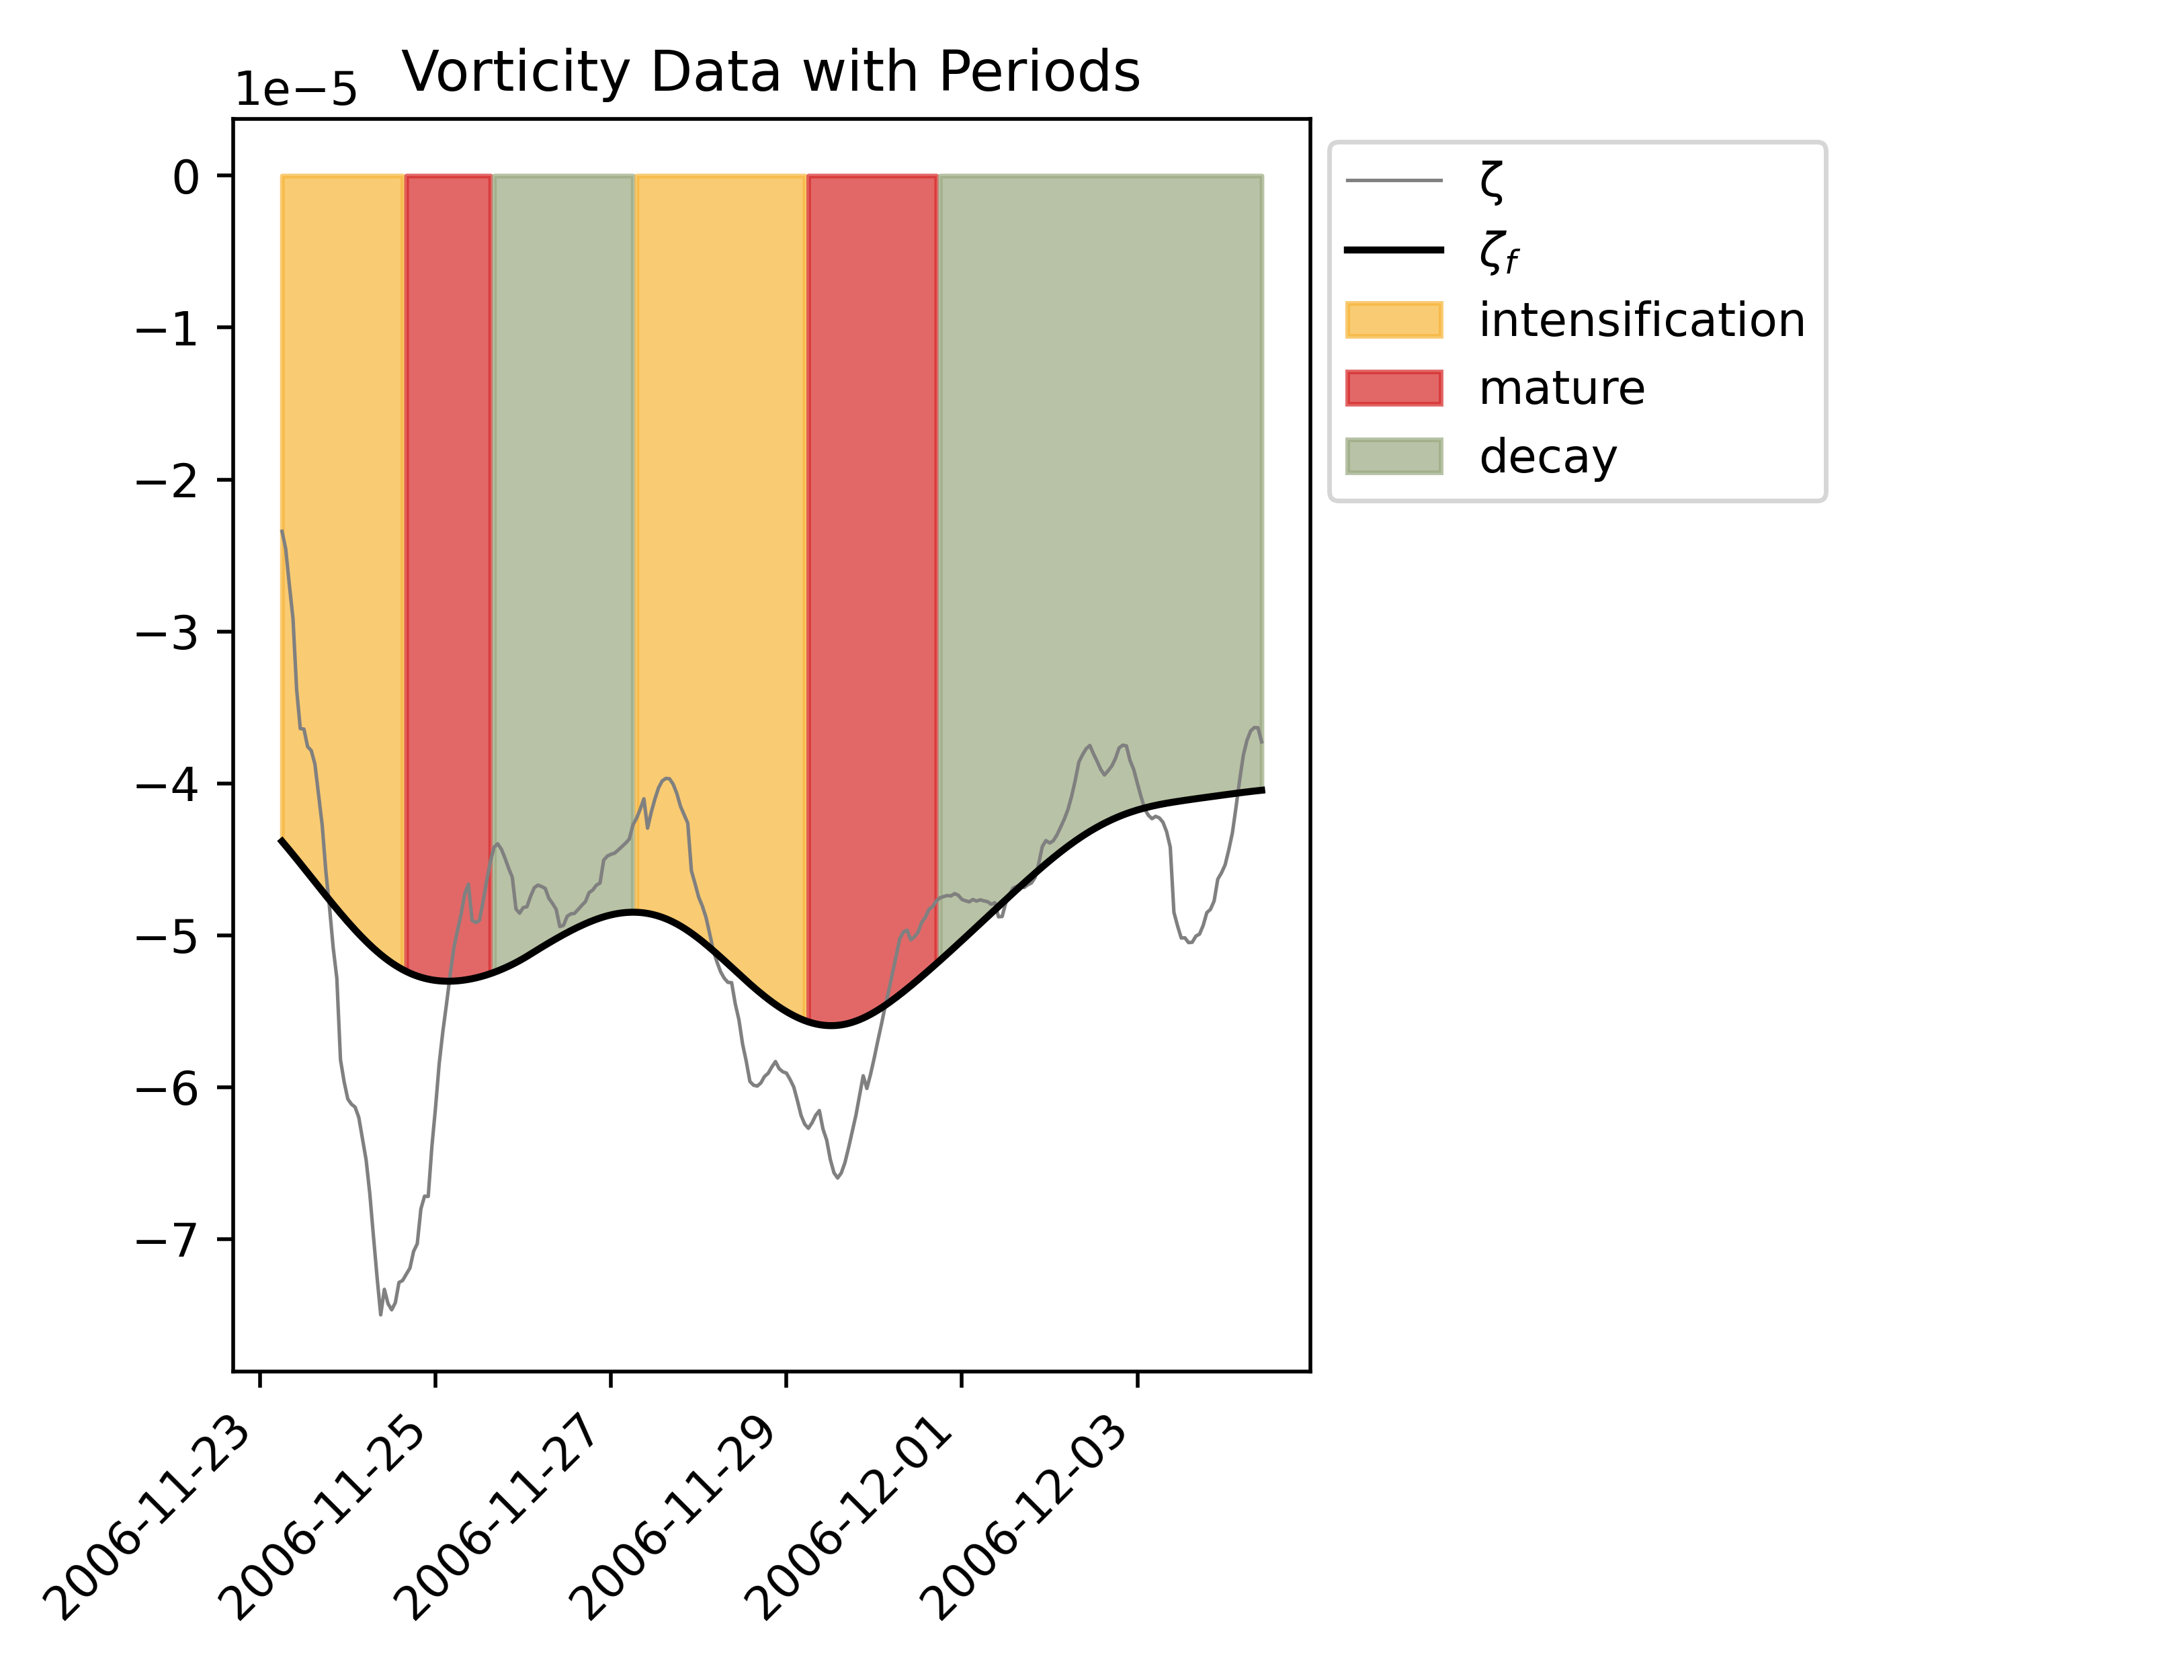 Vorticity Data with Periods
1e−5
0
−1
−2
−3
−4
−5
−6
−7
2006-11-23
2006-11-25
2006-11-27
2006-11-29
2006-12-01
2006-12-03
ζ
ζf
intensification
mature
decay